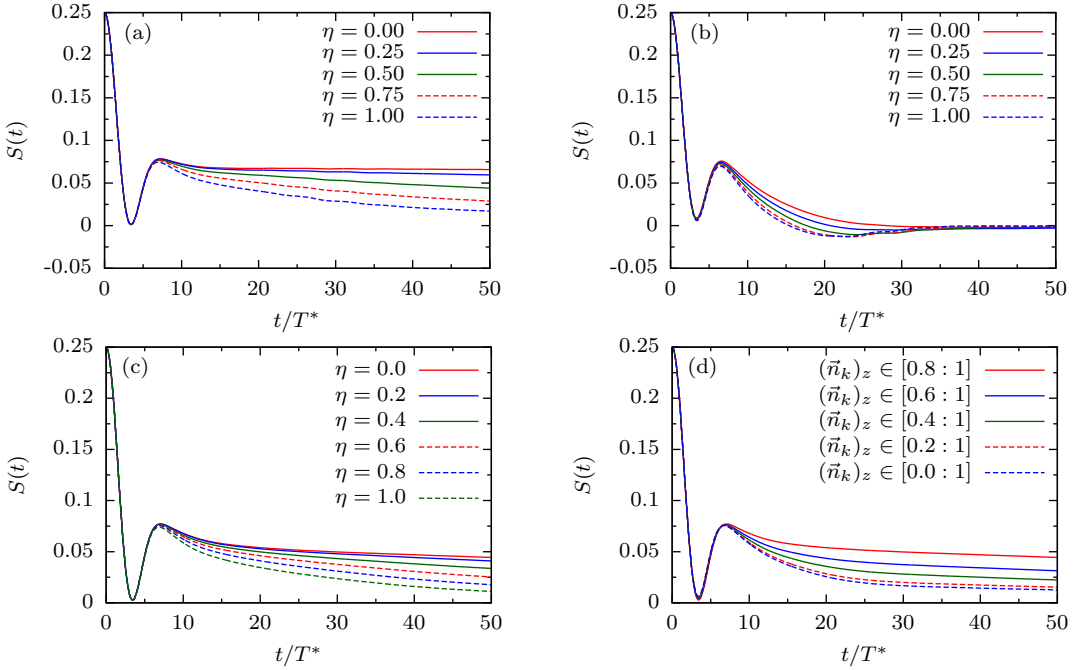 (a)
η = 0.00
η = 0.25
η = 0.50
η = 0.75
η = 1.00
S(t)
0.25
0.2
0.15
0.1
0.05
0
-0.05
0 10 20 30 40 50
t/T*
(b)
η = 0.00
η = 0.25
η = 0.50
η = 0.75
η = 1.00
S(t)
0.25
0.2
0.15
0.1
0.05
0
-0.05
0 10 20 30 40 50
t/T*
(c)
η = 0.0
η = 0.2
η = 0.4
η = 0.6
η = 0.8
η = 1.0
S(t)
0.25
0.2
0.15
0.1
0.05
0
0 10 20 30 40 50
t/T*
(d)
(n⃗ₖ)z ∈ [0.8 : 1]
(n⃗ₖ)z ∈ [0.6 : 1]
(n⃗ₖ)z ∈ [0.4 : 1]
(n⃗ₖ)z ∈ [0.2 : 1]
(n⃗ₖ)z ∈ [0.0 : 1]
S(t)
0.25
0.2
0.15
0.1
0.05
0
0 10 20 30 40 50
t/T*